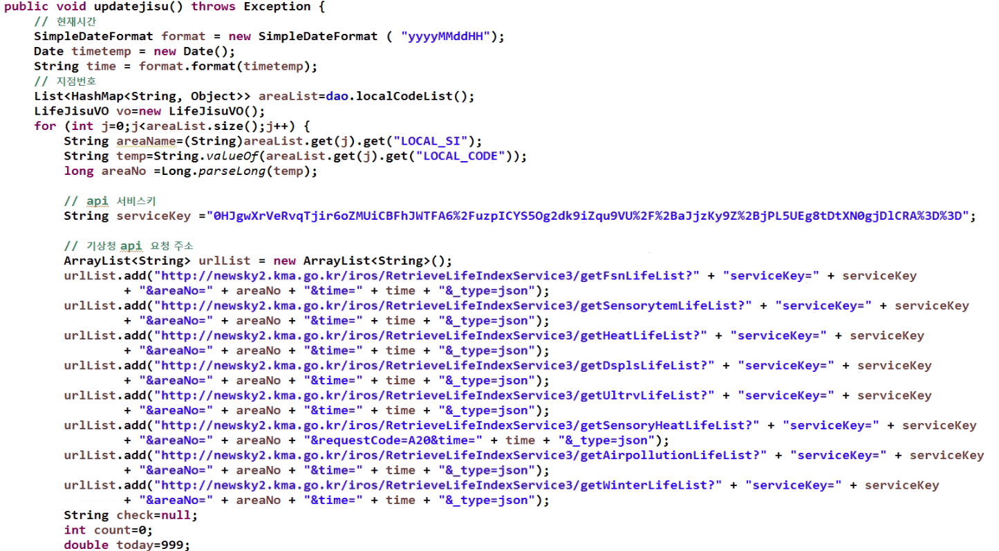 public void updatejisu() throws Exception {
// 현재시간
SimpleDateFormat format = new SimpleDateFormat ( "yyyyMMddHH");
Date timetemp = new Date();
String time = format.format(timetemp);
// 지점번호
List<HashMap<String, Object>> areaList=dao.localCodeList();
LifeJisuVO vo=new LifeJisuVO();
for (int j=0;j<areaList.size();j++) {
String areaName=(String)areaList.get(j).get("LOCAL_SI");
String temp=String.valueOf(areaList.get(j).get("LOCAL_CODE"));
long areaNo =Long.parseLong(temp);
// api 서비스키
String serviceKey ="0HJgwXrVeRvqTjir6oZMUiCBFhJWTFA6%2FuzpICYS5Og2dk9iZqu9VU%2F%2BaJjzKy9Z%2BjPL5UEg8tDtXN0gjDlCRA%3D%3D";
// 기상청 api 요청 주소
ArrayList<String> urlList = new ArrayList<String>();
urlList.add("http://newsky2.kma.go.kr/iros/RetrieveLifeIndexService3/getFsnLifeList?" + "serviceKey=" + serviceKey
+ "&areaNo=" + areaNo + "&time=" + time + "&_type=json");
urlList.add("http://newsky2.kma.go.kr/iros/RetrieveLifeIndexService3/getSensorytemLifeList?" + "serviceKey=" + serviceKey
+ "&areaNo=" + areaNo + "&time=" + time + "&_type=json");
urlList.add("http://newsky2.kma.go.kr/iros/RetrieveLifeIndexService3/getHeatLifeList?" + "serviceKey=" + serviceKey
+ "&areaNo=" + areaNo + "&time=" + time + "&_type=json");
urlList.add("http://newsky2.kma.go.kr/iros/RetrieveLifeIndexService3/getDsplsLifeList?" + "serviceKey=" + serviceKey
+ "&areaNo=" + areaNo + "&time=" + time + "&_type=json");
urlList.add("http://newsky2.kma.go.kr/iros/RetrieveLifeIndexService3/getUltrvLifeList?" + "serviceKey=" + serviceKey
+ "&areaNo=" + areaNo + "&time=" + time + "&_type=json");
urlList.add("http://newsky2.kma.go.kr/iros/RetrieveLifeIndexService3/getSensoryHeatLifeList?" + "serviceKey=" + serviceKey
+ "&areaNo=" + areaNo + "&requestCode=A20&time=" + time + "&_type=json");
urlList.add("http://newsky2.kma.go.kr/iros/RetrieveLifeIndexService3/getAirpollutionLifeList?" + "serviceKey=" + serviceKey
+ "&areaNo=" + areaNo + "&time=" + time + "&_type=json");
urlList.add("http://newsky2.kma.go.kr/iros/RetrieveLifeIndexService3/getWinterLifeList?" + "serviceKey=" + serviceKey
+ "&areaNo=" + areaNo + "&time=" + time + "&_type=json");
String check=null;
int count=0;
double today=999;